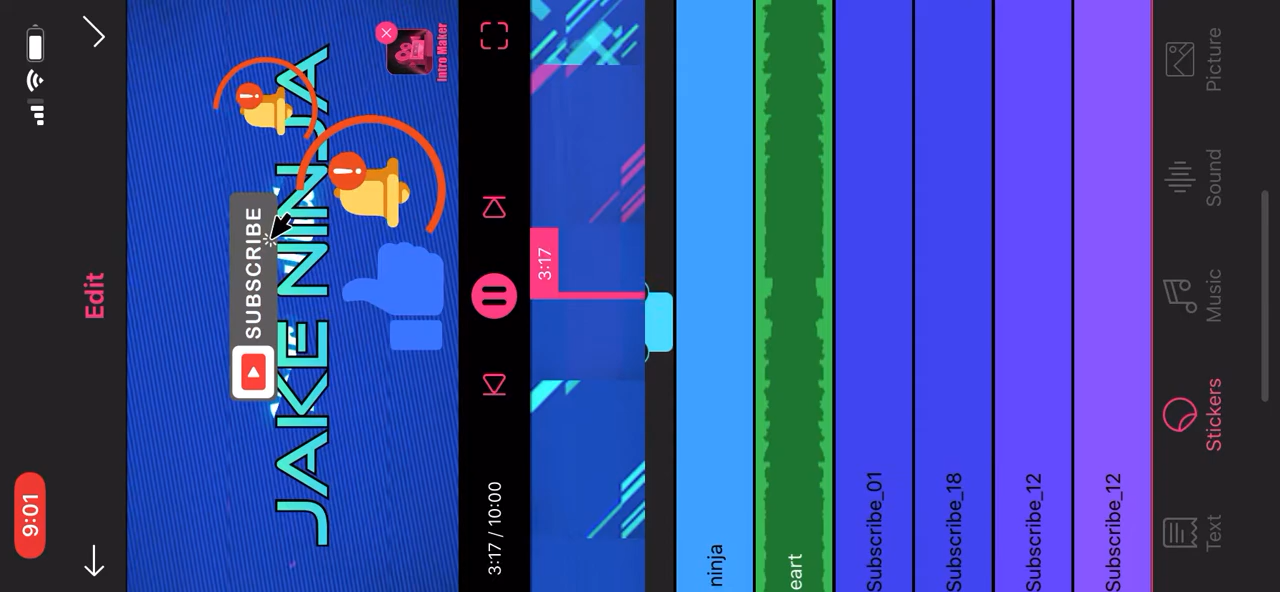 9:01
Edit
Intro Maker
JAKE NINJA
SUBSCRIBE
3:17 / 10:00
3:17
ninja
eart
Subscribe_01
Subscribe_18
Subscribe_12
Subscribe_12
Text
Stickers
Music
Sound
Picture